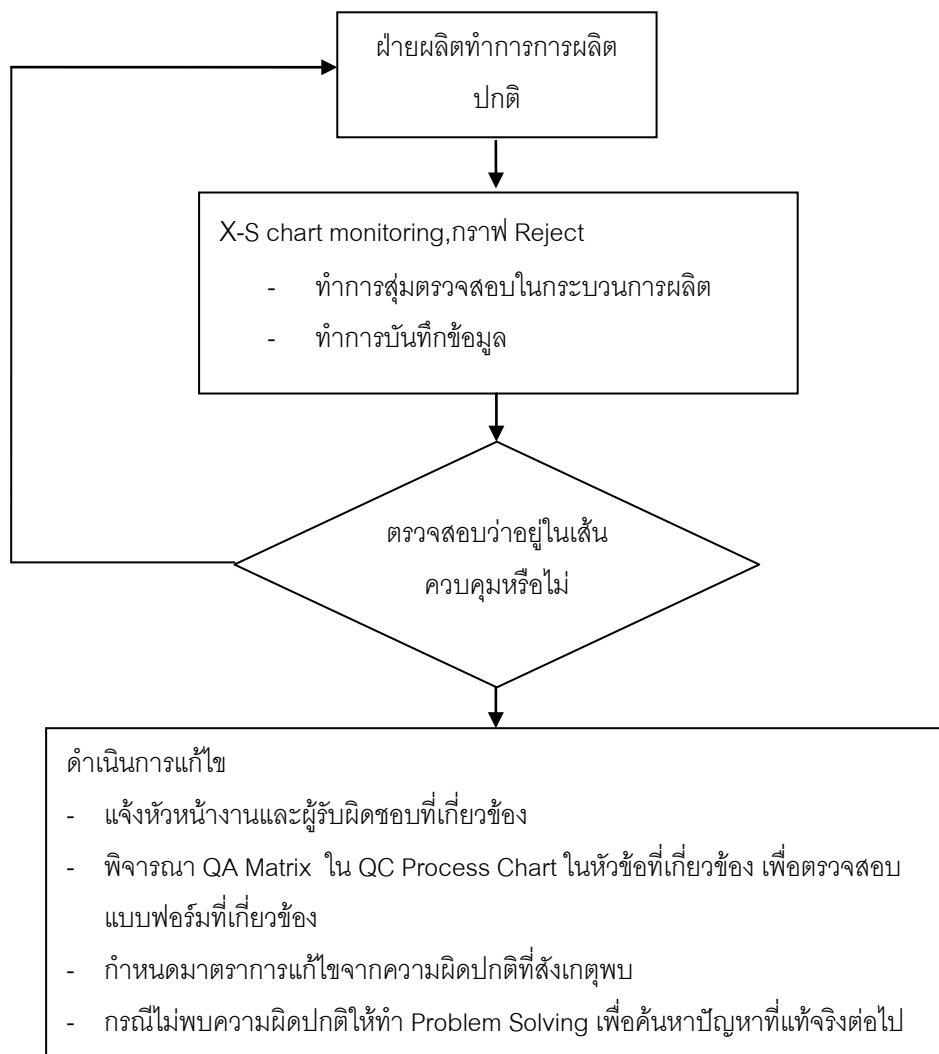 ฝ่ายผลิตทำการการผลิต
ปกติ
X-S chart monitoring,กราฟ Reject
- ทำการสุ่มตรวจสอบในกระบวนการผลิต
- ทำการบันทึกข้อมูล
ตรวจสอบว่าอยู่ในเส้น
ควบคุมหรือไม่
ดำเนินการแก้ไข
- แจ้งหัวหน้างานและผู้รับผิดชอบที่เกี่ยวข้อง
- พิจารณา QA Matrix ใน QC Process Chart ในหัวข้อที่เกี่ยวข้อง เพื่อตรวจสอบ
แบบฟอร์มที่เกี่ยวข้อง
- กำหนดมาตราการแก้ไขจากความผิดปกติที่สังเกตุพบ
- กรณีไม่พบความผิดปกติให้ทำ Problem Solving เพื่อค้นหาปัญหาที่แท้จริงต่อไป